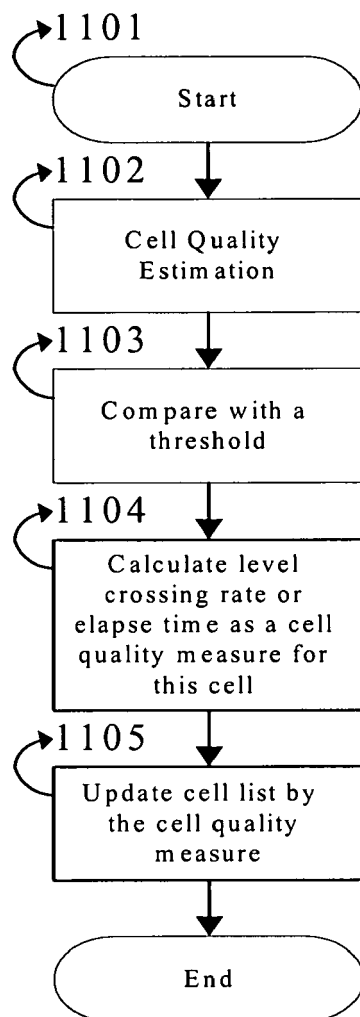 1101
Start
1102
Cell Quality
Estimation
1103
Compare with a
threshold
1104
Calculate level
crossing rate or
elapse time as a cell
quality measure for
this cell
1105
Update cell list by
the cell quality
measure
End